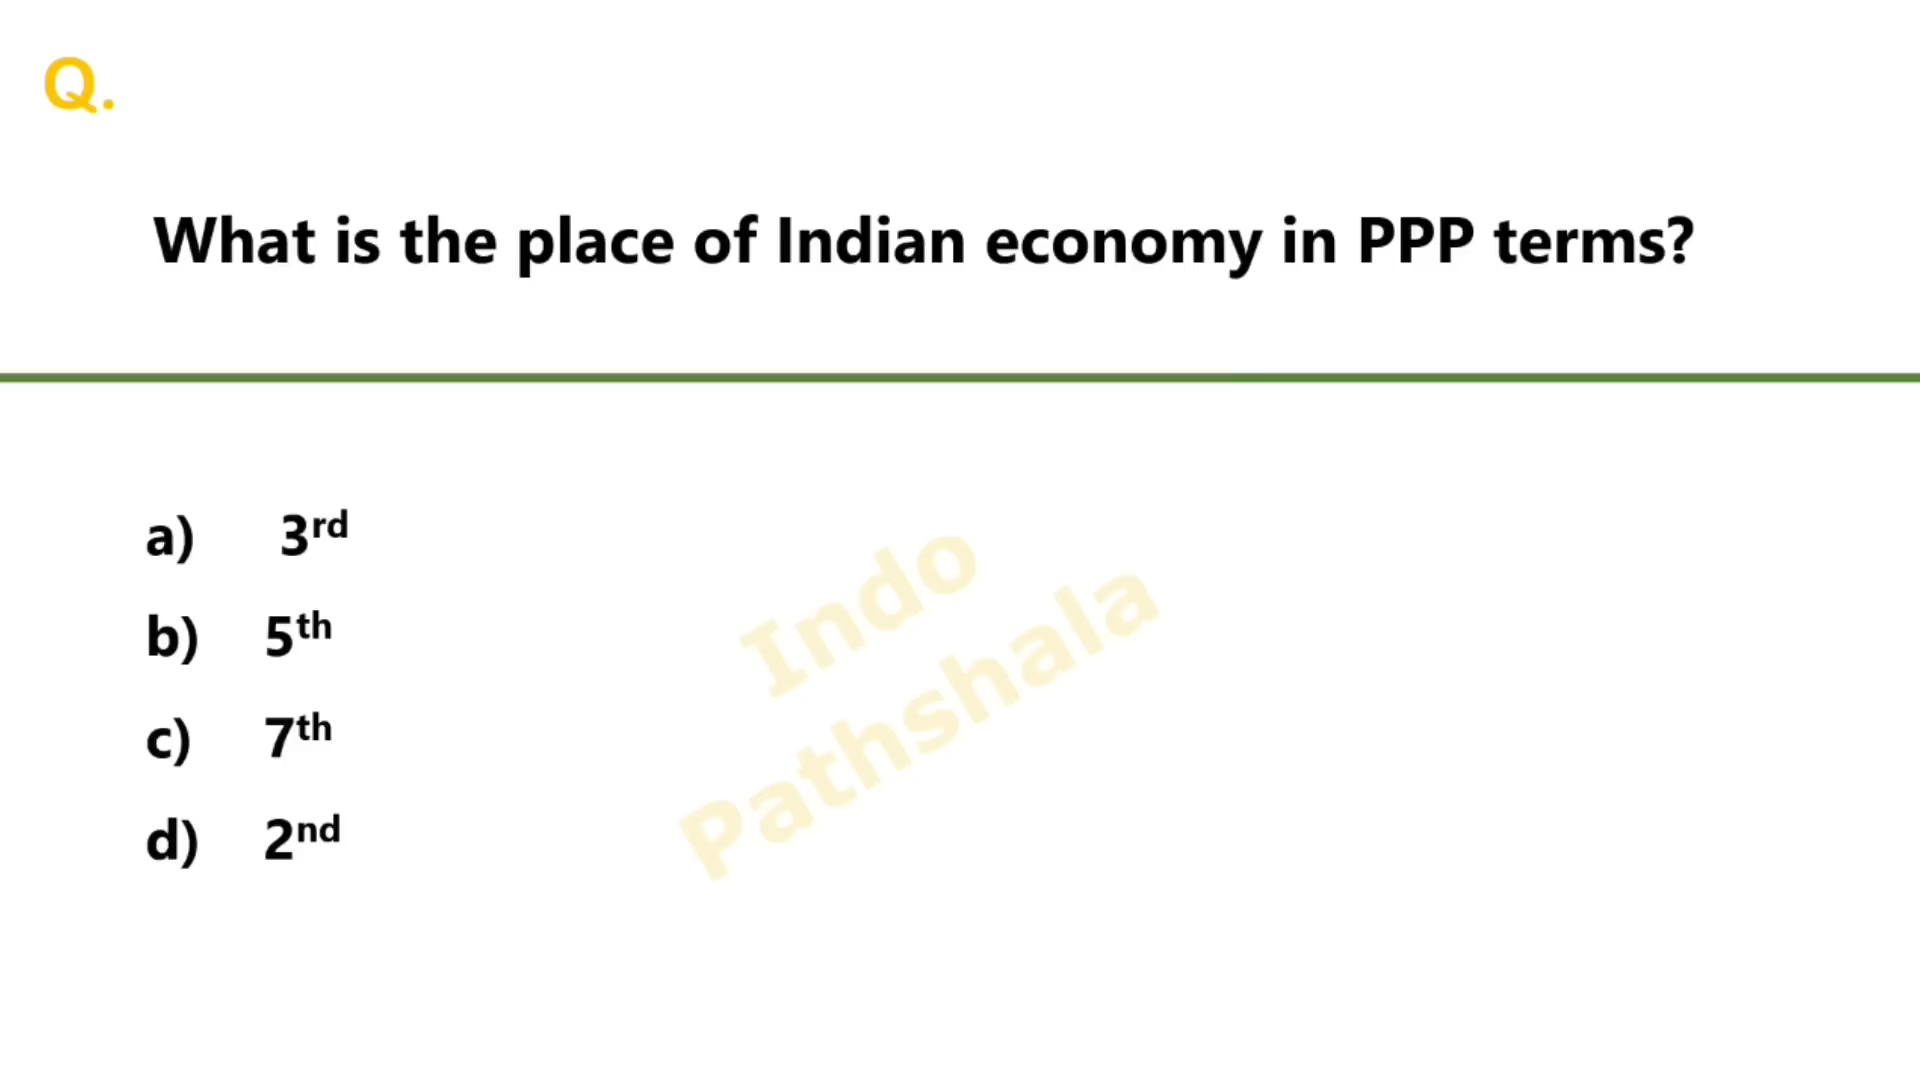 Q.
What is the place of Indian economy in PPP terms?
a) 3rd
b) 5th
c) 7th
d) 2nd
Indo
Pathshala